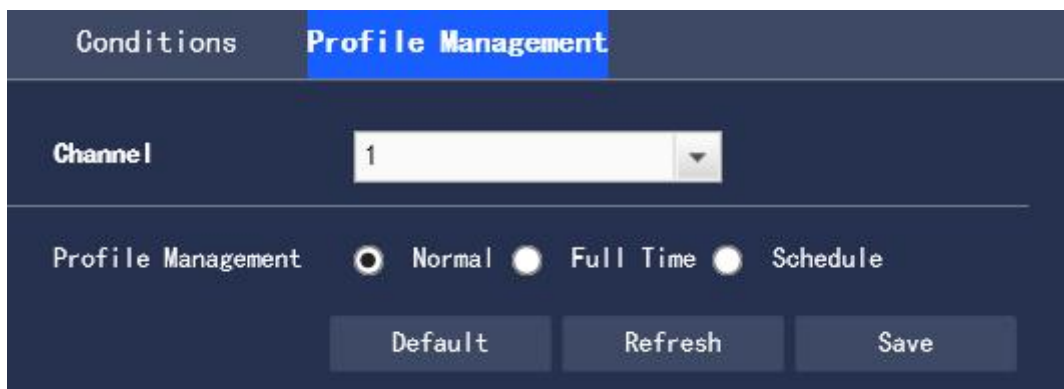 Conditions Profile Management
Channel 1
Profile Management Normal Full Time Schedule
Default Refresh Save